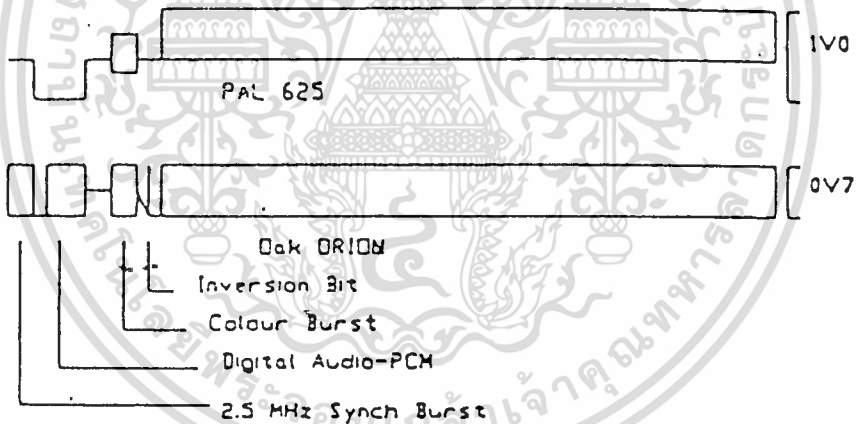 1V0
PAL 625
0V7
Oak ORION
Inversion Bit
Colour Burst
Digital Audio-PCM
2.5 MHz Synch Burst